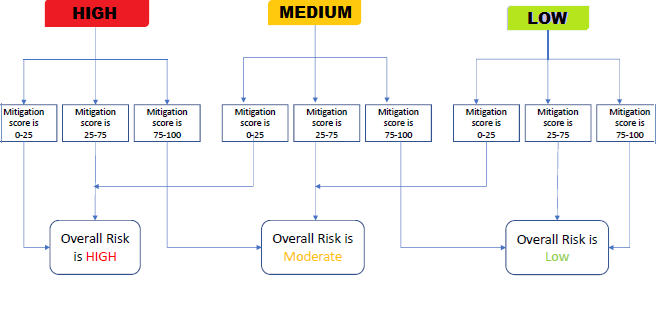 HIGH
MEDIUM
LOW
Mitigation
score is
0-25
Mitigation
score is
25-75
Mitigation
score is
75-100
Mitigation
score is
0-25
Mitigation
score is
25-75
Mitigation
score is
75-100
Mitigation
score is
0-25
Mitigation
score is
25-75
Mitigation
score is
75-100
Overall Risk
is HIGH
Overall Risk is
Moderate
Overall Risk is
Low